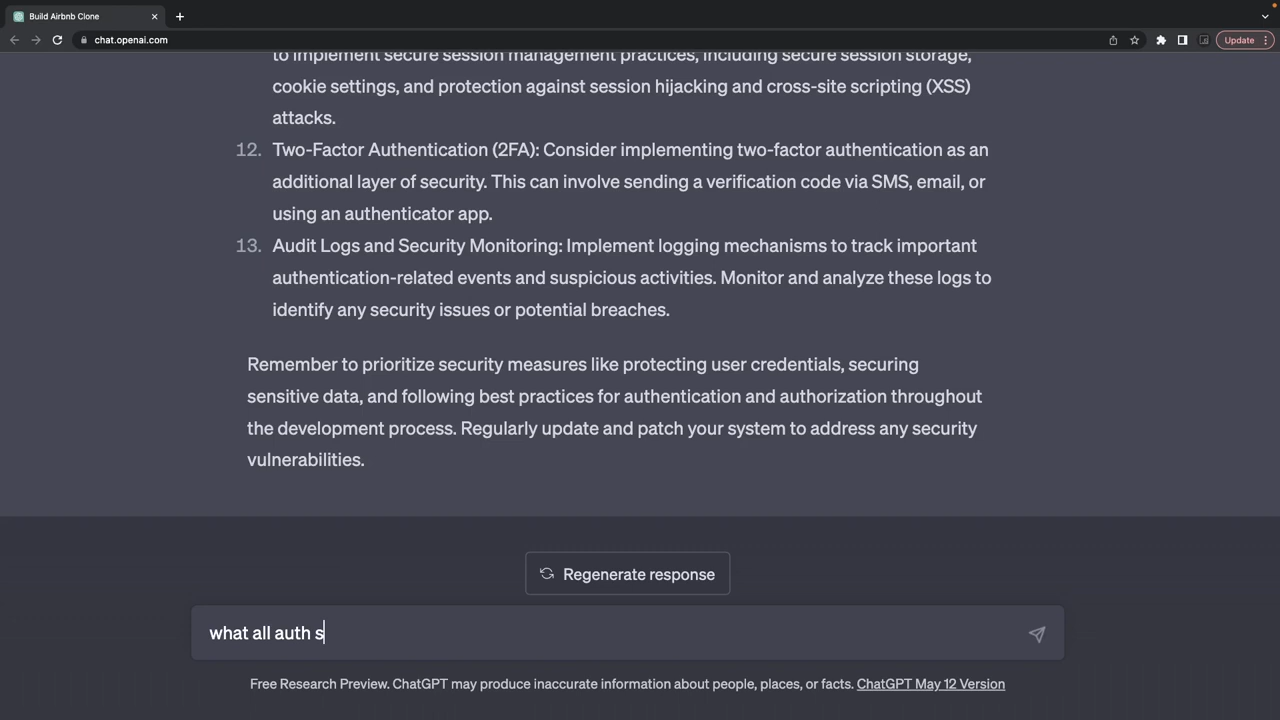 Build Airbnb Clone
chat.openai.com
Update
to implement secure session management practices, including secure session storage,
cookie settings, and protection against session hijacking and cross-site scripting (XSS)
attacks.
12. Two-Factor Authentication (2FA): Consider implementing two-factor authentication as an
additional layer of security. This can involve sending a verification code via SMS, email, or
using an authenticator app.
13. Audit Logs and Security Monitoring: Implement logging mechanisms to track important
authentication-related events and suspicious activities. Monitor and analyze these logs to
identify any security issues or potential breaches.
Remember to prioritize security measures like protecting user credentials, securing
sensitive data, and following best practices for authentication and authorization throughout
the development process. Regularly update and patch your system to address any security
vulnerabilities.
Regenerate response
what all auth s
Free Research Preview. ChatGPT may produce inaccurate information about people, places, or facts. ChatGPT May 12 Version